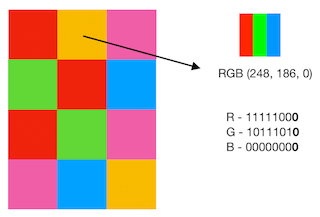 RGB (248, 186, 0)
R - 11111000
G - 10111010
B - 00000000